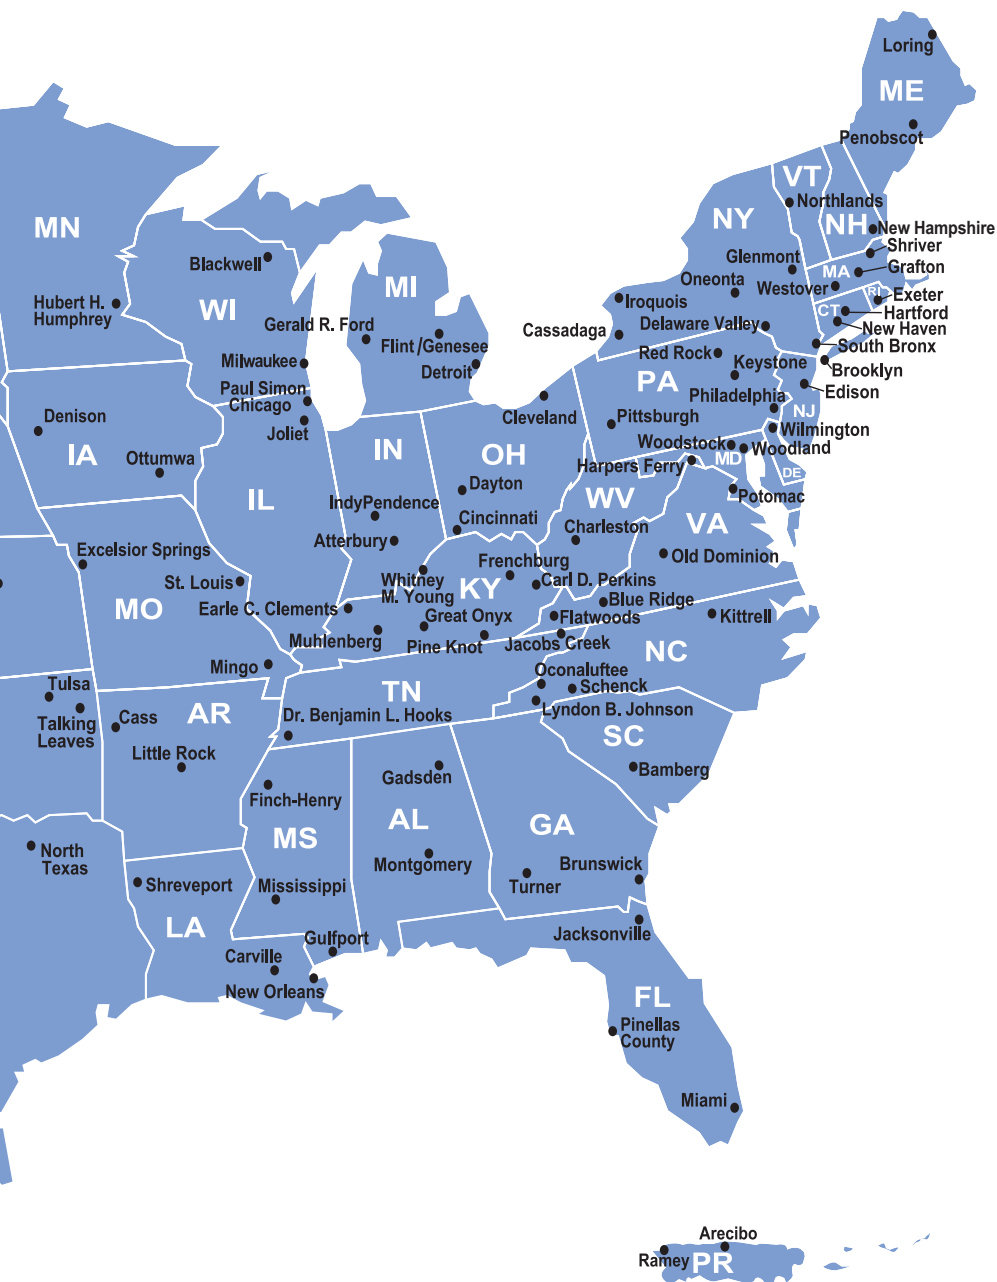 Loring
ME
Penobscot
VT
Northlands
MN
NY
NH
New Hampshire
Shriver
Blackwell
Glenmont
MA
Grafton
Oneonta
Westover
MI
RI
Exeter
Hubert H.
Humphrey
WI
Iroquois
CT
Hartford
Gerald R. Ford
Cassadaga
Delaware Valley
New Haven
Flint/Genesee
South Bronx
Milwaukee
Detroit
Red Rock
Keystone
Brooklyn
Paul Simon
Chicago
PA
Edison
Philadelphia
Denison
Joliet
Cleveland
Pittsburgh
NJ
Wilmington
IA
IN
OH
Woodstock
Woodland
MD
Ottumwa
Harpers Ferry
DE
Dayton
IL
WV
Potomac
IndyPendence
Cincinnati
Charleston
VA
Atterbury
Excelsior Springs
Frenchburg
Old Dominion
St. Louis
Whitney
M. Young
KY
Carl D. Perkins
MO
Earle C. Clements
Blue Ridge
Great Onyx
Flatwoods
Kittrell
Muhlenberg
Pine Knot
Jacobs Creek
NC
Mingo
Oconaluftee
Tulsa
TN
Schenck
AR
Talking
Leaves
Cass
Dr. Benjamin L. Hooks
Lyndon B. Johnson
SC
Little Rock
Gadsden
Bamberg
Finch-Henry
AL
GA
MS
North
Texas
Montgomery
Brunswick
Shreveport
Mississippi
Turner
LA
Gulfport
Jacksonville
Carville
New Orleans
FL
Pinellas
County
Miami
Arecibo
Ramey
PR